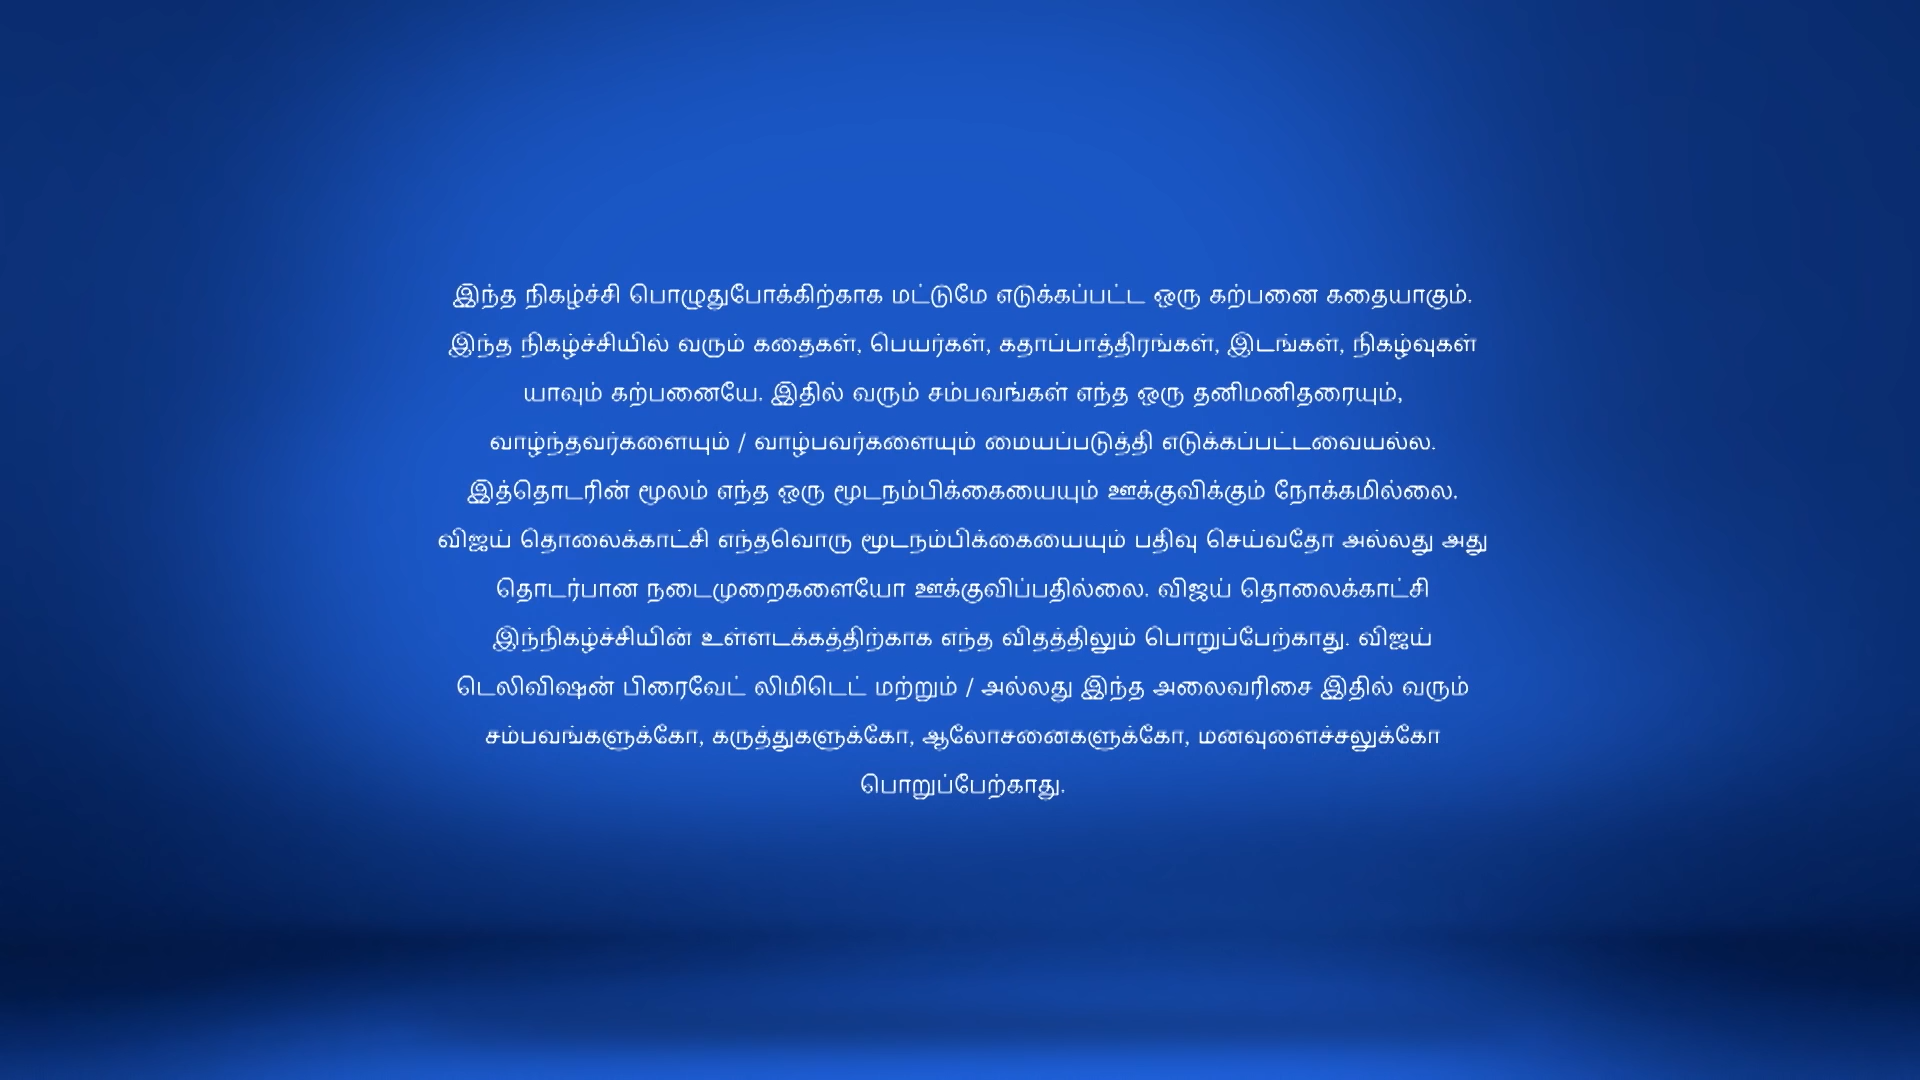 இந்த நிகழ்ச்சி பொழுதுபோக்கிற்காக மட்டுமே எடுக்கப்பட்ட ஒரு கற்பனை கதையாகும்.
இந்த நிகழ்ச்சியில் வரும் கதைகள், பெயர்கள், கதாப்பாத்திரங்கள், இடங்கள், நிகழ்வுகள்
யாவும் கற்பனையே. இதில் வரும் சம்பவங்கள் எந்த ஒரு தனிமனிதரையும்,
வாழ்ந்தவர்களையும் / வாழ்பவர்களையும் மையப்படுத்தி எடுக்கப்பட்டவையல்ல.
இத்தொடரின் மூலம் எந்த ஒரு மூடநம்பிக்கையையும் ஊக்குவிக்கும் நோக்கமில்லை.
விஜய் தொலைக்காட்சி எந்தவொரு மூடநம்பிக்கையையும் பதிவு செய்வதோ அல்லது அது
தொடர்பான நடைமுறைகளையோ ஊக்குவிப்பதில்லை. விஜய் தொலைக்காட்சி
இந்நிகழ்ச்சியின் உள்ளடக்கத்திற்காக எந்த விதத்திலும் பொறுப்பேற்காது. விஜய்
டெலிவிஷன் பிரைவேட் லிமிடெட் மற்றும் / அல்லது இந்த அலைவரிசை இதில் வரும்
சம்பவங்களுக்கோ, கருத்துகளுக்கோ, ஆலோசனைகளுக்கோ, மனவுளைச்சலுக்கோ
பொறுப்பேற்காது.